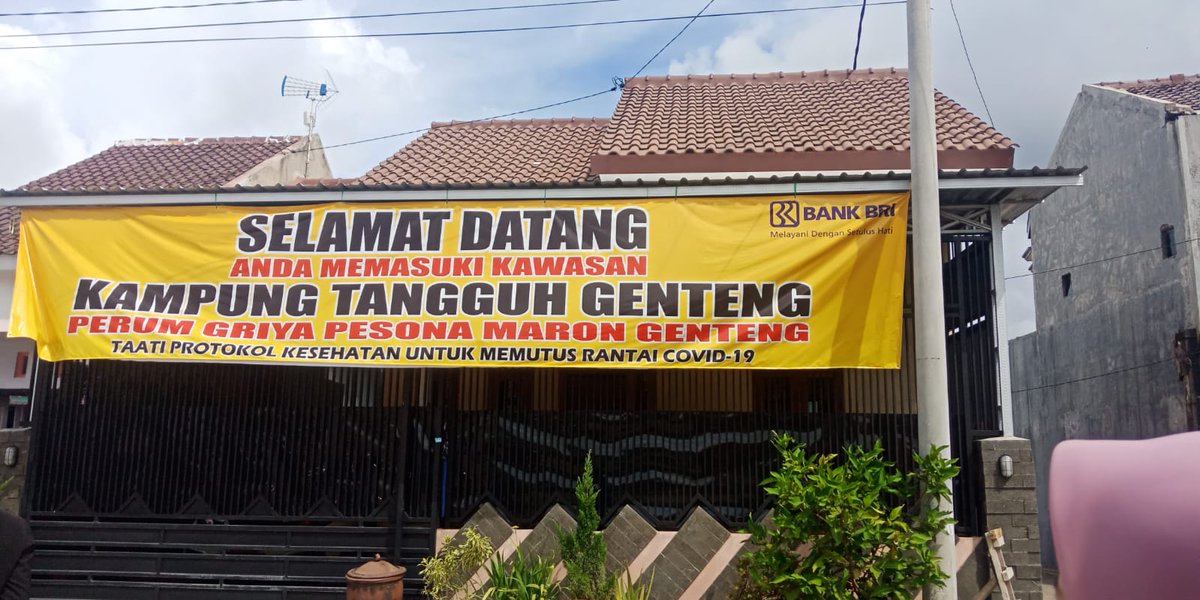 SELAMAT DATANG
BANK BRI
Melayani Dengan Setulus Hati
ANDA MEMASUKI KAWASAN
KAMPUNG TANGGUH GENTENG
PERUM GRIYA PESONA MARON GENTENG
TAATI PROTOKOL KESEHATAN UNTUK MEMUTUS RANTAI COVID-19